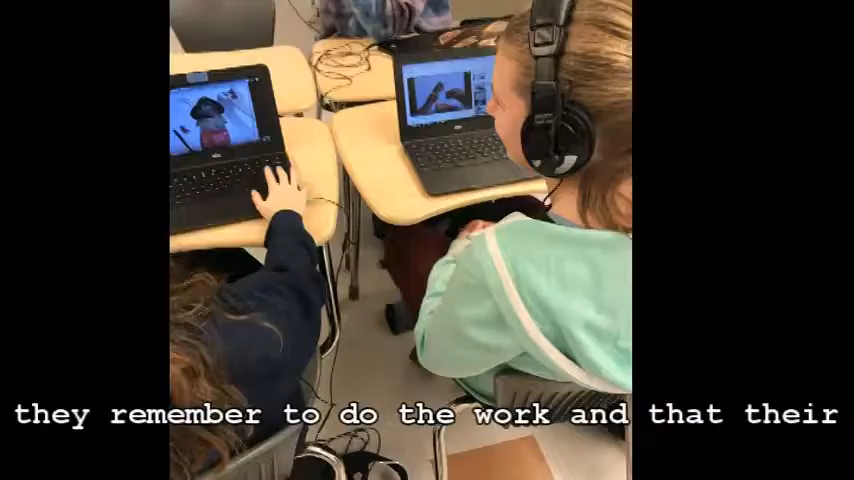 they remember to do the work and that their